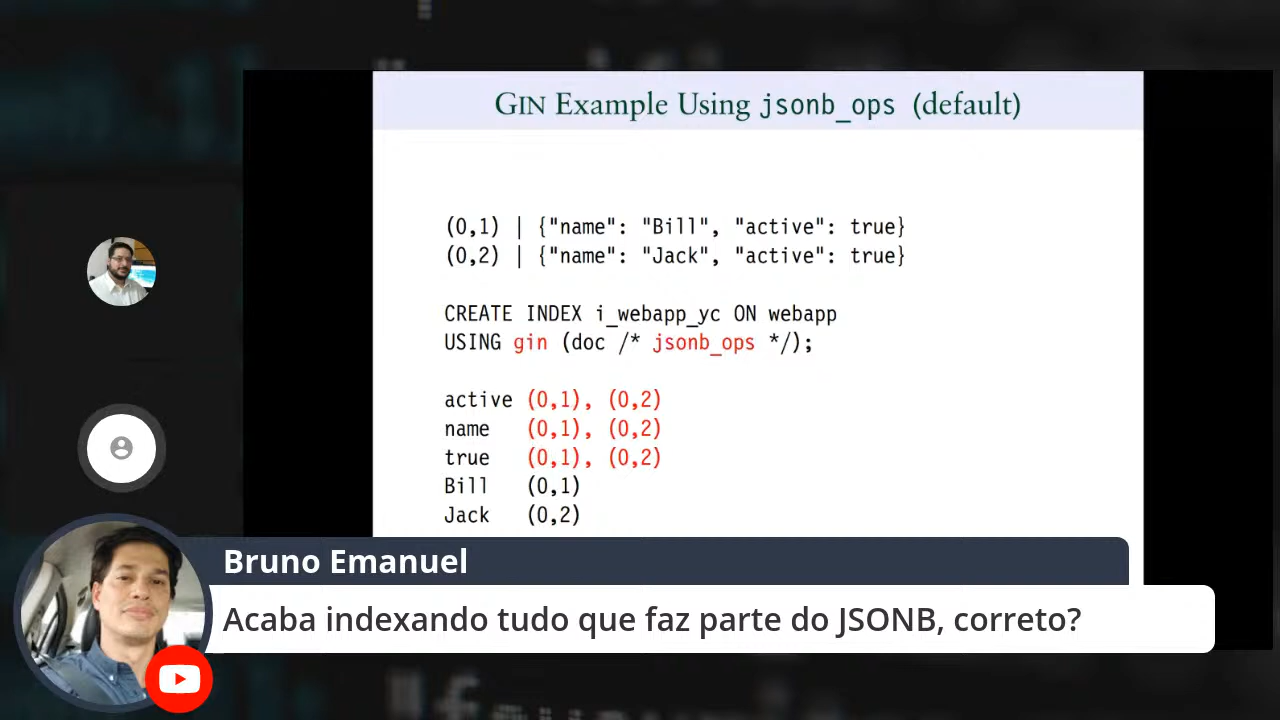 GIN Example Using jsonb_ops (default)
(0,1) | {"name": "Bill", "active": true}
(0,2) | {"name": "Jack", "active": true}
CREATE INDEX i_webapp_yc ON webapp
USING gin (doc /* jsonb_ops */);
active (0,1), (0,2)
name (0,1), (0,2)
true (0,1), (0,2)
Bill (0,1)
Jack (0,2)
Bruno Emanuel
Acaba indexando tudo que faz parte do JSONB, correto?